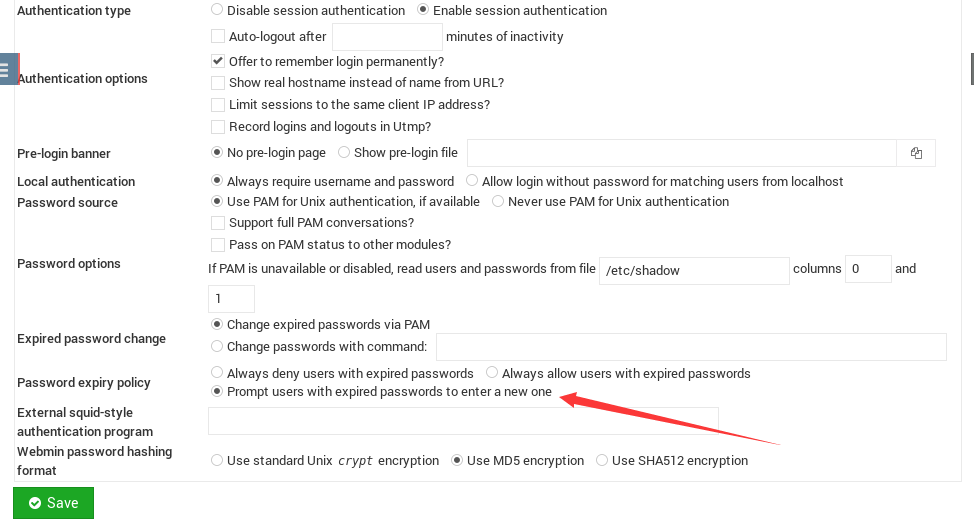 Authentication type Disable session authentication Enable session authentication
Auto-logout after minutes of inactivity
Offer to remember login permanently?
Authentication options Show real hostname instead of name from URL?
Limit sessions to the same client IP address?
Record logins and logouts in Utmp?
Pre-login banner No pre-login page Show pre-login file
Local authentication Always require username and password Allow login without password for matching users from localhost
Password source Use PAM for Unix authentication, if available Never use PAM for Unix authentication
Support full PAM conversations?
Pass on PAM status to other modules?
Password options If PAM is unavailable or disabled, read users and passwords from file /etc/shadow columns 0 and
1
Change expired passwords via PAM
Expired password change Change passwords with command:
Always deny users with expired passwords Always allow users with expired passwords
Password expiry policy Prompt users with expired passwords to enter a new one
External squid-style
authentication program
Webmin password hashing
format Use standard Unix crypt encryption Use MD5 encryption Use SHA512 encryption
Save